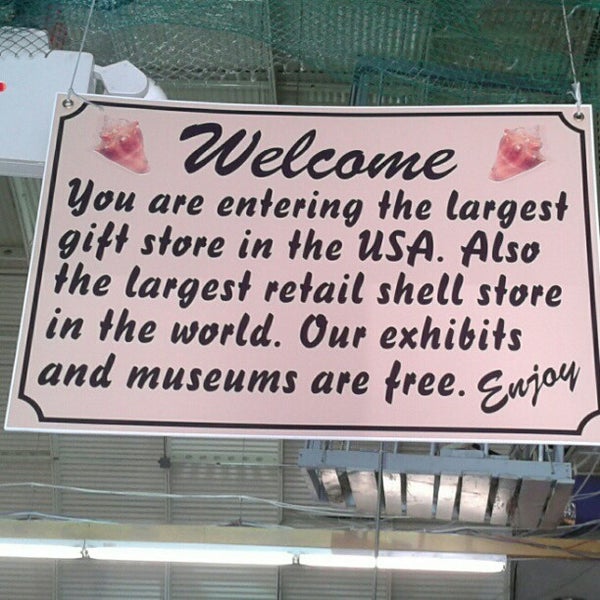 Welcome
You are entering the largest
gift store in the USA. Also
the largest retail shell store
in the world. Our exhibits
and museums are free. Enjoy